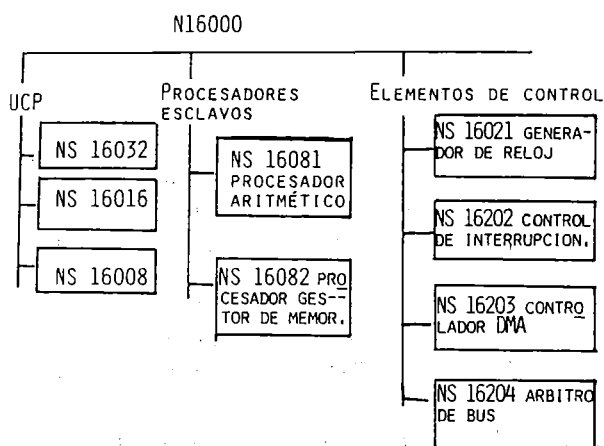 N16000
UCP
NS 16032
NS 16016
NS 16008
PROCESADORES
ESCLAVOS
NS 16081
PROCESADOR
ARITMÉTICO
NS 16082 PRO
CESADOR GES--
TOR DE MEMOR.
ELEMENTOS DE CONTROL
NS 16021 GENERA-
DOR DE RELOJ
NS 16202 CONTROL
DE INTERRUPCION.
NS 16203 CONTRO
LADOR DMA
NS 16204 ARBITRO
DE BUS